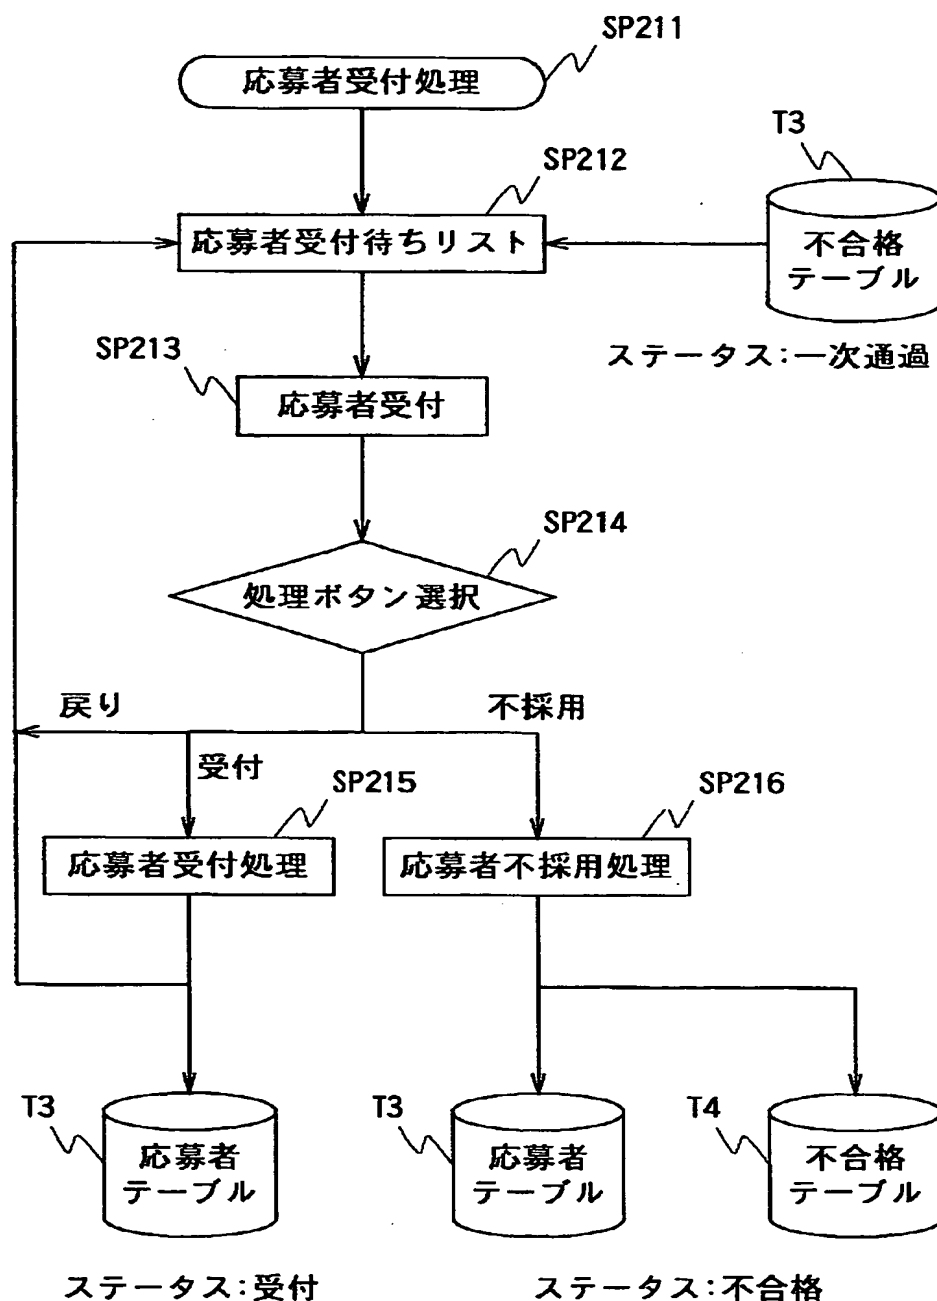 SP211
応募者受付処理
T3
SP212
応募者受付待ちリスト
不合格
テーブル
ステータス:一次通過
SP213
応募者受付
SP214
処理ボタン選択
戻り
不採用
受付
SP215
SP216
応募者受付処理
応募者不採用処理
T3
応募者
テーブル
T3
応募者
テーブル
T4
不合格
テーブル
ステータス:受付
ステータス:不合格